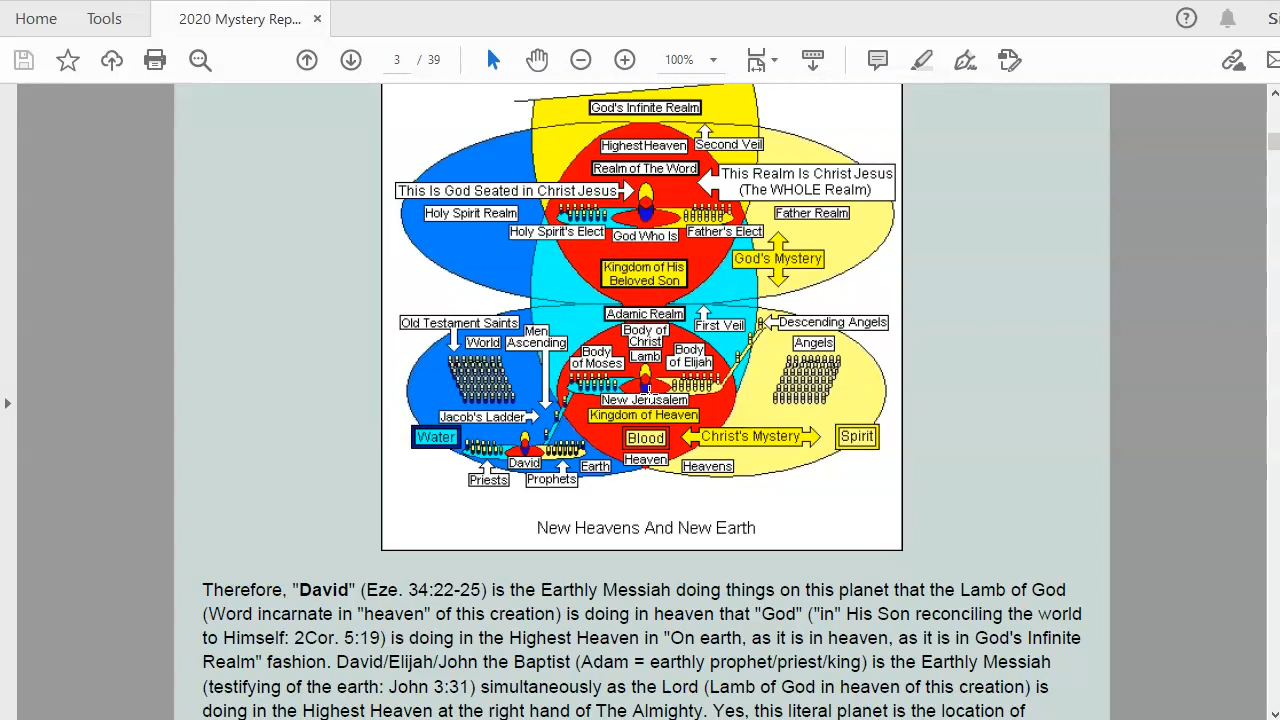 Home Tools 2020 Mystery Rep... × ? Si
3 / 39 100%
God's Infinite Realm
Highest Heaven Second Veil
Realm of The Word
This Realm Is Christ Jesus
(The WHOLE Realm)
This Is God Seated in Christ Jesus
Holy Spirit Realm Father Realm
Holy Spirit's Elect God Who Is Father's Elect
God's Mystery
Kingdom of His
Beloved Son
Adamic Realm
Old Testament Saints First Veil Descending Angels
World Men
Ascending
Body of
Christ
Angels
Body
of Moses
Lamb
Body
of Elijah
New Jerusalem
Jacob's Ladder Kingdom of Heaven
Water Blood Christ's Mystery Spirit
David Earth Heaven Heavens
Priests Prophets
New Heavens And New Earth
Therefore, "David" (Eze. 34:22-25) is the Earthly Messiah doing things on this planet that the Lamb of God
(Word incarnate in "heaven" of this creation) is doing in heaven that "God" ("in" His Son reconciling the world
to Himself: 2Cor. 5:19) is doing in the Highest Heaven in "On earth, as it is in heaven, as it is in God's Infinite
Realm" fashion. David/Elijah/John the Baptist (Adam = earthly prophet/priest/king) is the Earthly Messiah
(testifying of the earth: John 3:31) simultaneously as the Lord (Lamb of God in heaven of this creation) is
doing in the Highest Heaven at the right hand of The Almighty. Yes, this literal planet is the location of